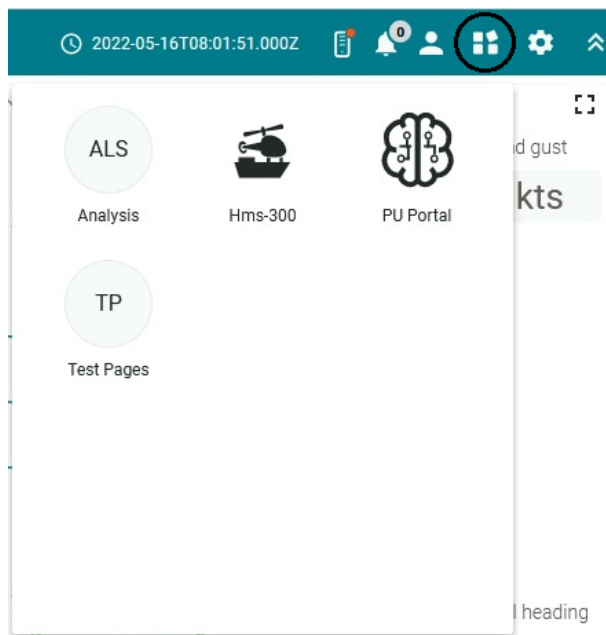 2022-05-16T08:01:51.000Z
0
ALS
Analysis
Hms-300
PU Portal
TP
Test Pages
d gust
kts
heading